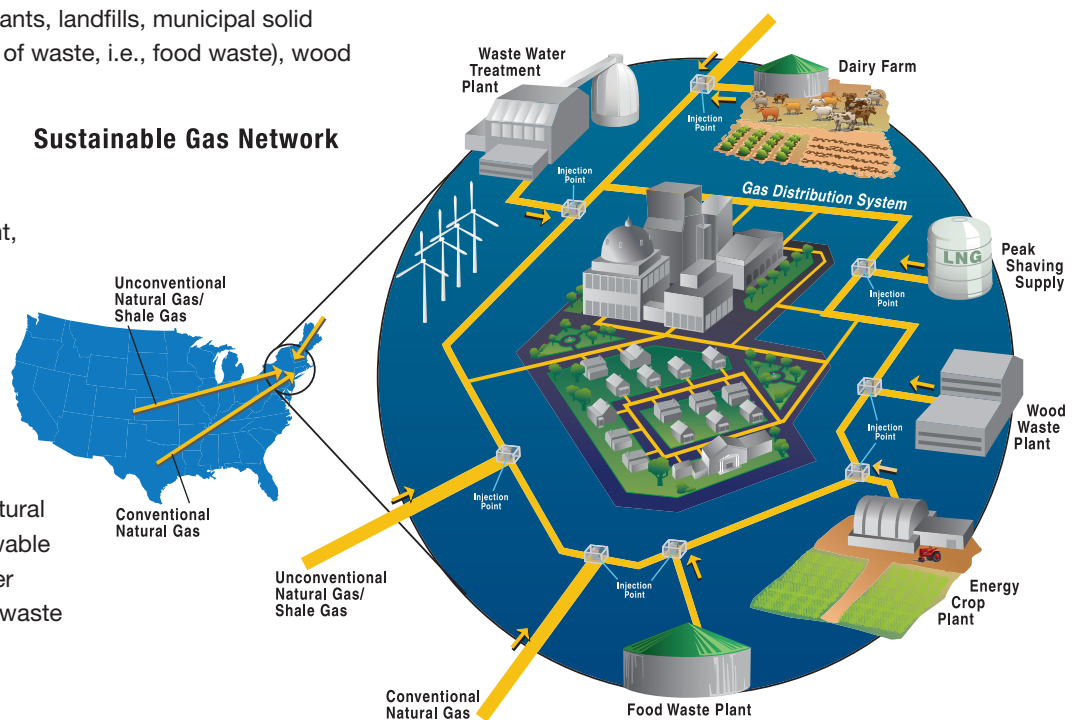 ants, landfills, municipal solid
of waste, i.e., food waste), wood
Sustainable Gas Network
nt,
Unconventional
Natural Gas/
Shale Gas
Conventional
Natural Gas
tural
vable
er
waste
Waste Water
Treatment
Plant
Dairy Farm
Injection
Point
Injection
Point
Gas Distribution System
LNG
Peak
Shaving
Supply
Injection
Point
Wood
Waste
Plant
Injection
Point
Injection
Point
Unconventional
Natural Gas/
Shale Gas
Injection
Point
Energy
Crop
Plant
Conventional
Natural Gas
Food Waste Plant